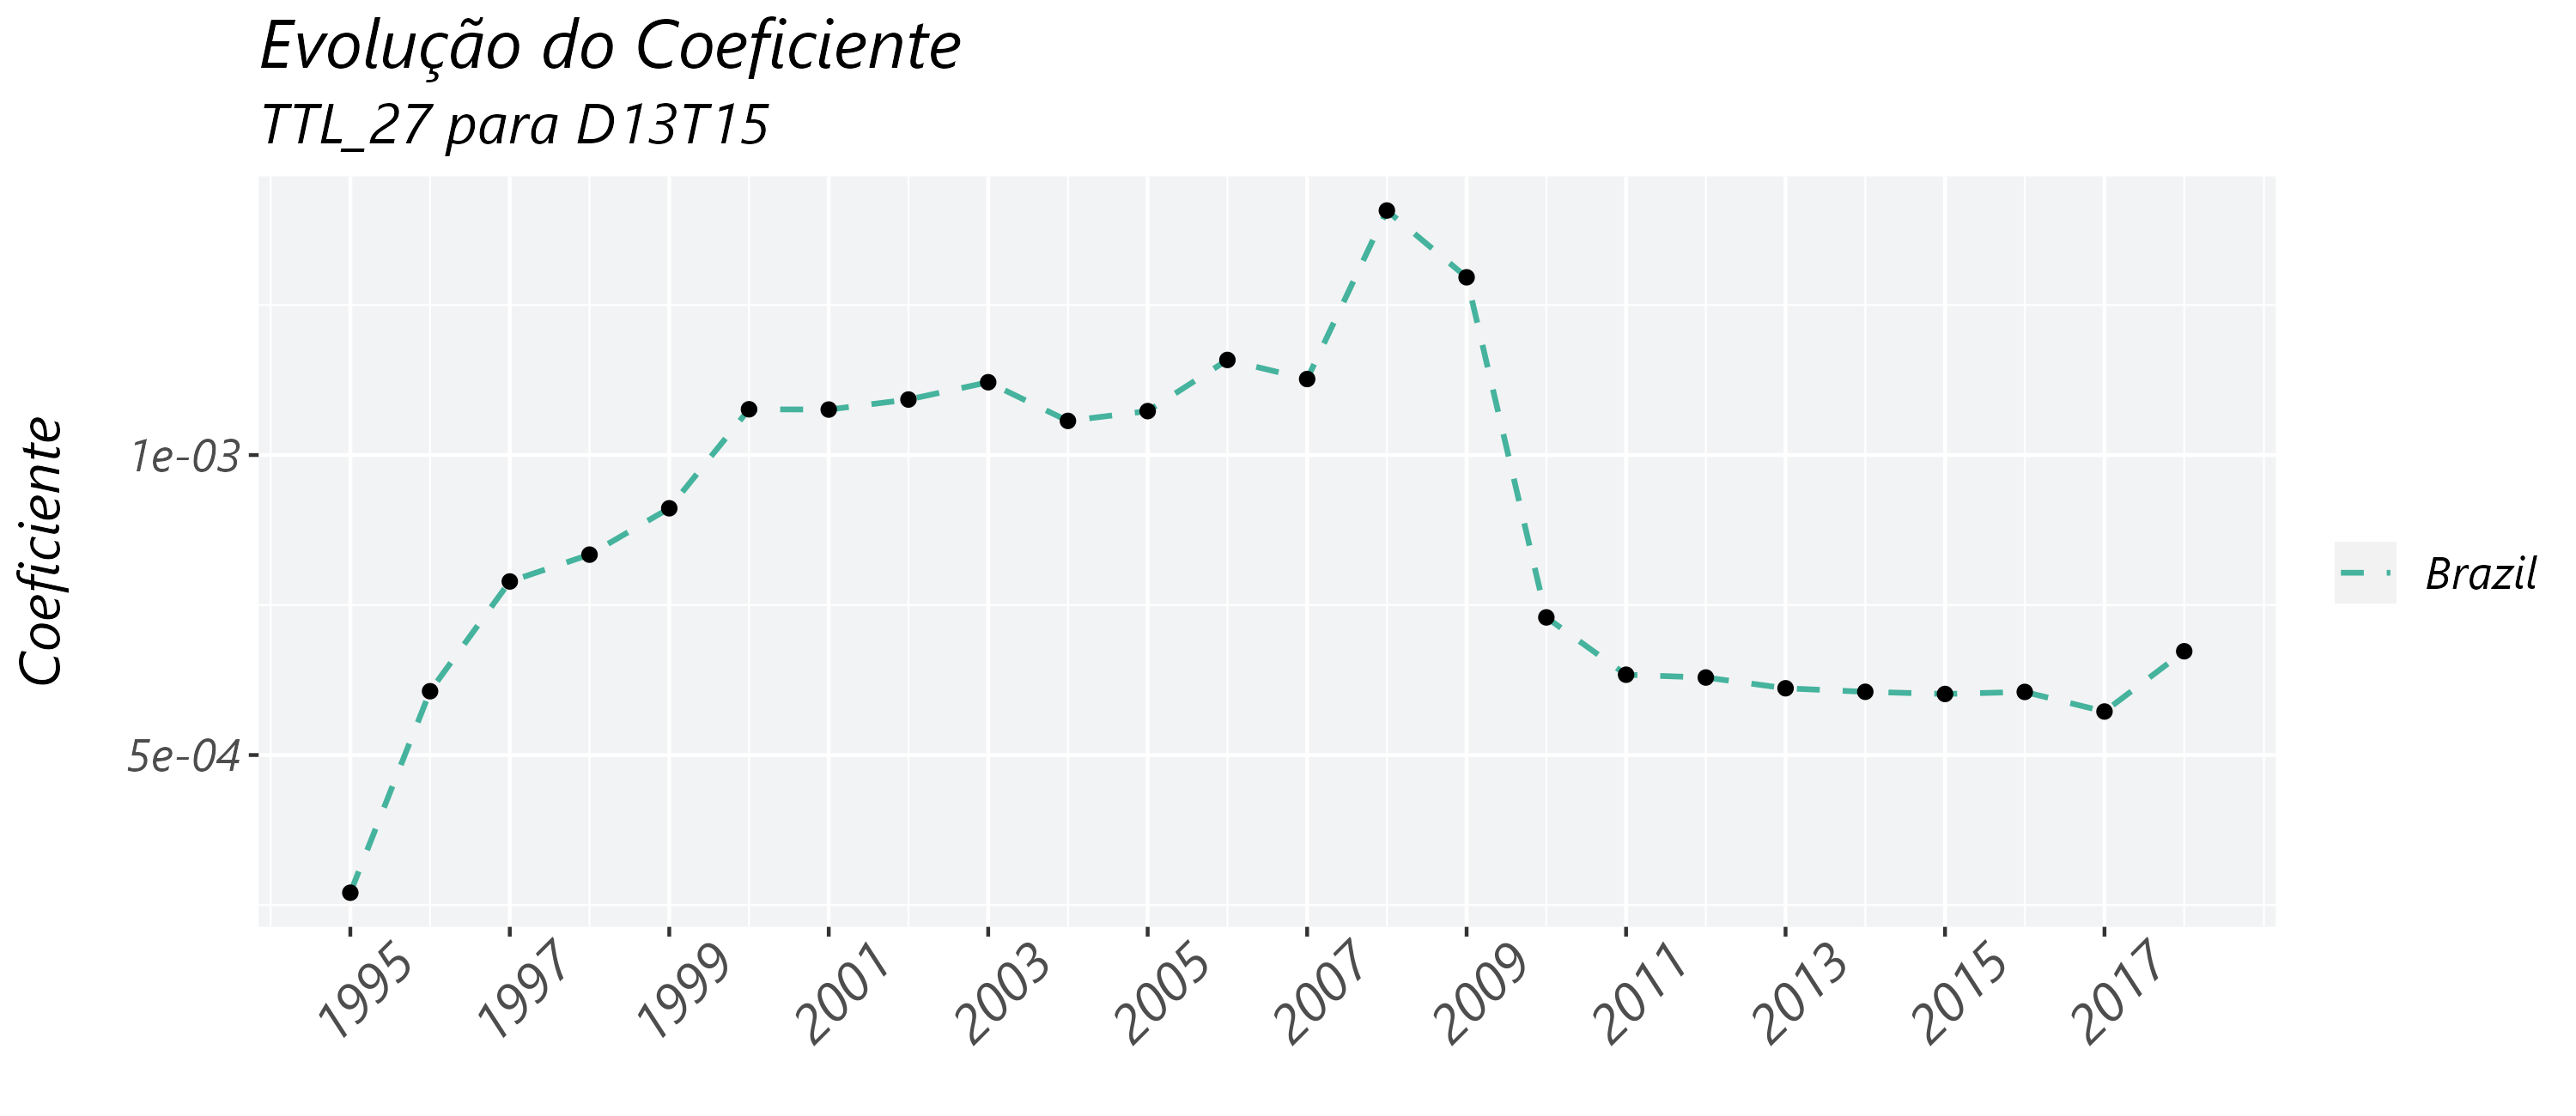 Evolução do Coeficiente
TTL_27 para D13T15
Coeficiente
1e-03
5e-04
1995
1997
1999
2001
2003
2005
2007
2009
2011
2013
2015
2017
Brazil